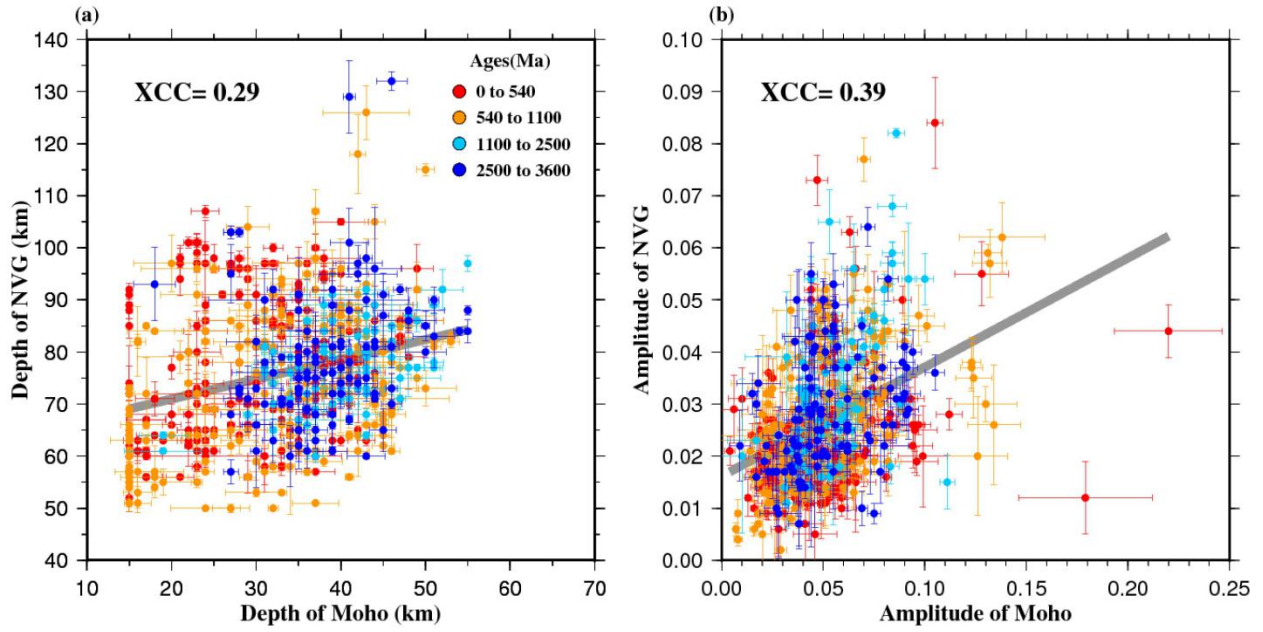 (a)
140
130
120
110
100
90
80
70
60
50
40
Depth of NVG (km)
XCC= 0.29
Ages(Ma)
0 to 540
540 to 1100
1100 to 2500
2500 to 3600
10 20 30 40 50 60 70
Depth of Moho (km)
(b)
0.10
0.09
0.08
0.07
0.06
0.05
0.04
0.03
0.02
0.01
0.00
Amplitude of NVG
XCC= 0.39
0.00 0.05 0.10 0.15 0.20 0.25
Amplitude of Moho